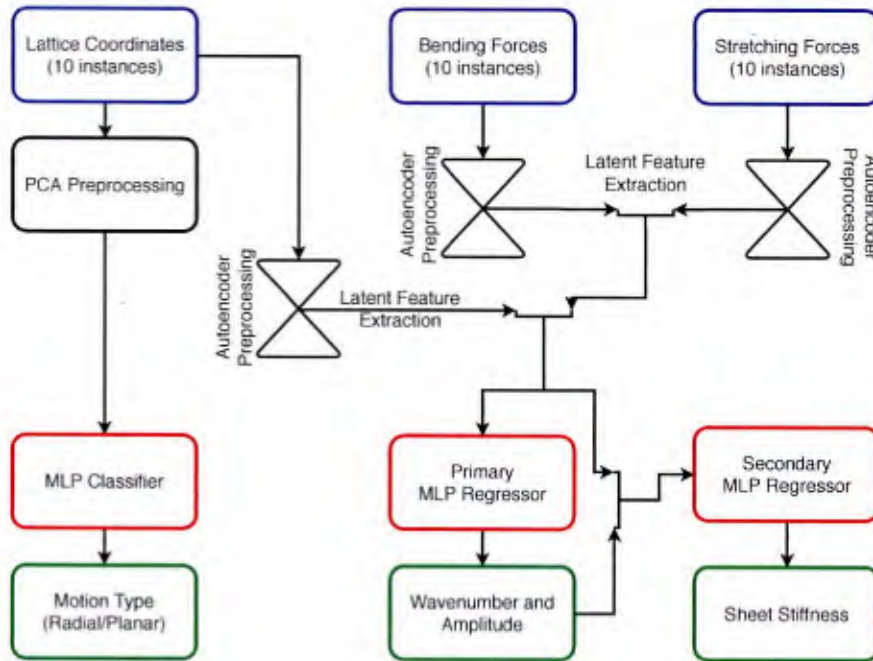 Lattice Coordinates
(10 instances)
Bending Forces
(10 instances)
Stretching Forces
(10 instances)
PCA Preprocessing
Autoencoder
Preprocessing
Latent Feature
Extraction
Autoencoder
Preprocessing
Autoencoder
Preprocessing
Latent Feature
Extraction
MLP Classifier
Primary
MLP Regressor
Secondary
MLP Regressor
Motion Type
(Radial/Planar)
Wavenumber and
Amplitude
Sheet Stiffness